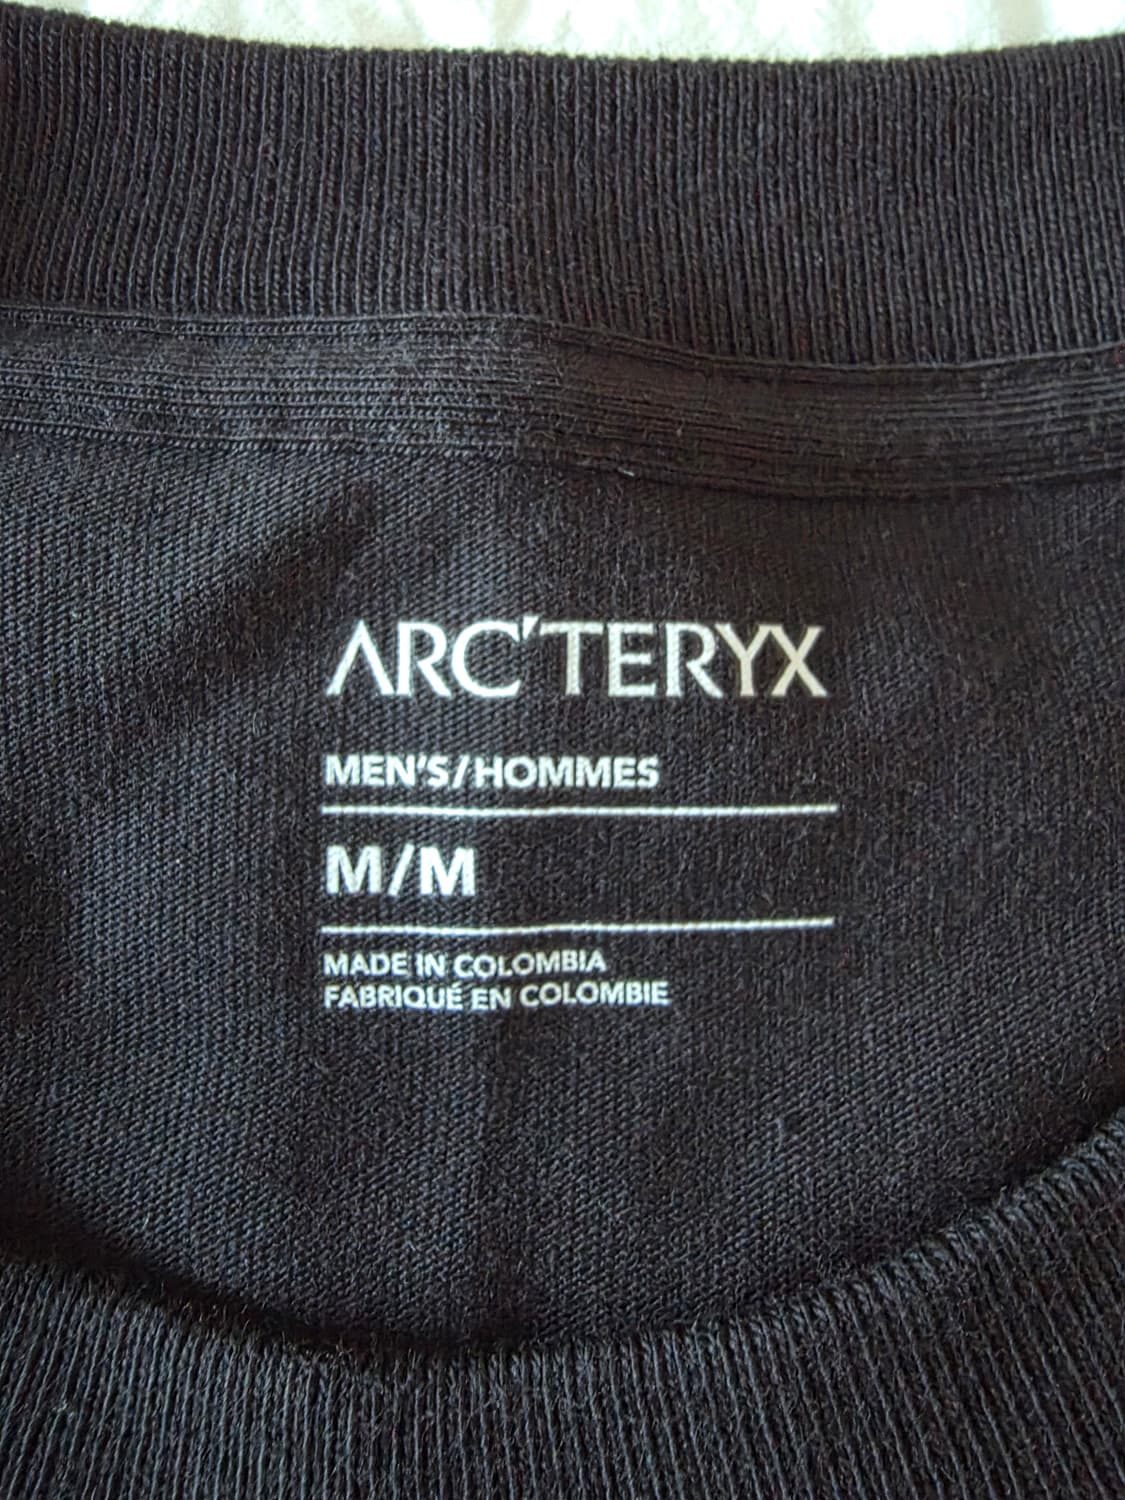 ARC'TERYX
MEN'S/HOMMES
M/M
MADE IN COLOMBIA
FABRIQUÉ EN COLOMBIE